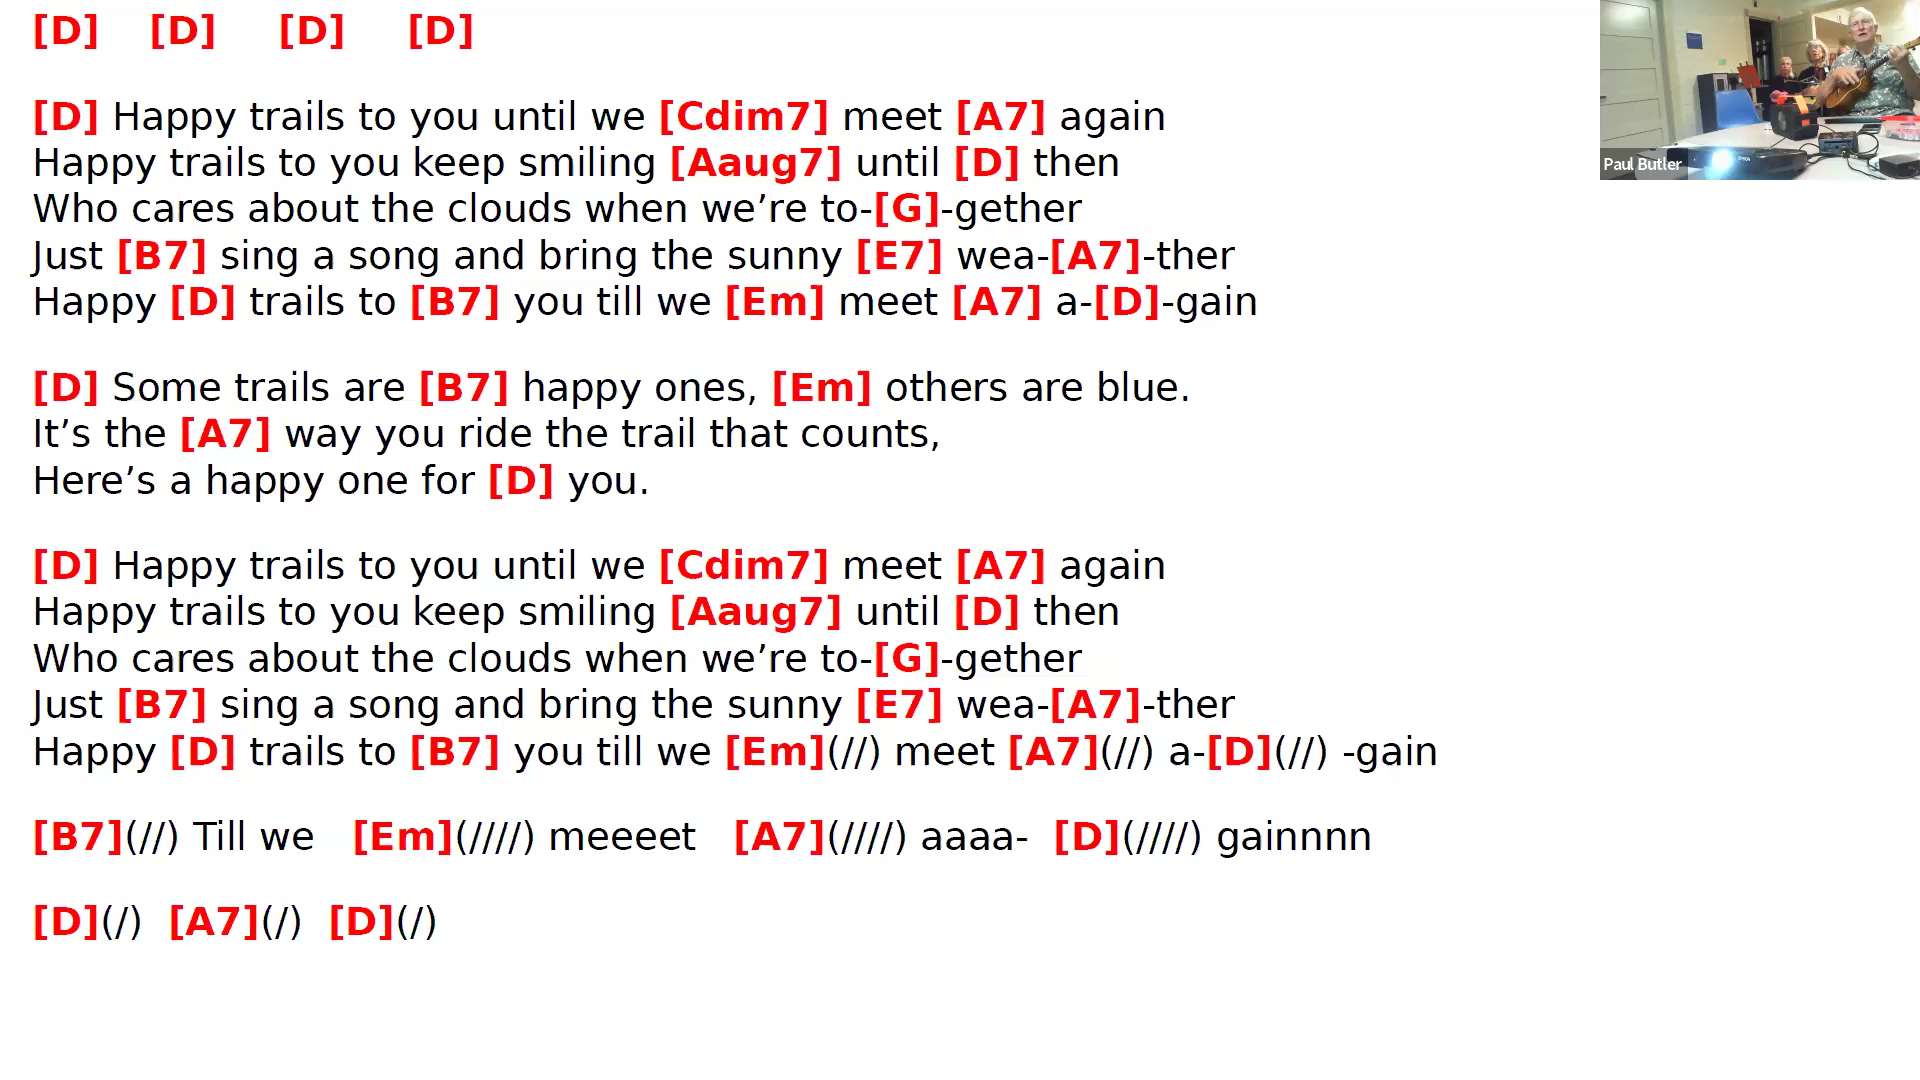 [D] [D] [D] [D]
[D] Happy trails to you until we [Cdim7] meet [A7] again
Happy trails to you keep smiling [Aaug7] until [D] then
Who cares about the clouds when we’re to-[G]-gether
Just [B7] sing a song and bring the sunny [E7] wea-[A7]-ther
Happy [D] trails to [B7] you till we [Em] meet [A7] a-[D]-gain
[D] Some trails are [B7] happy ones, [Em] others are blue.
It’s the [A7] way you ride the trail that counts,
Here’s a happy one for [D] you.
[D] Happy trails to you until we [Cdim7] meet [A7] again
Happy trails to you keep smiling [Aaug7] until [D] then
Who cares about the clouds when we’re to-[G]-gether
Just [B7] sing a song and bring the sunny [E7] wea-[A7]-ther
Happy [D] trails to [B7] you till we [Em](//) meet [A7](//) a-[D](//) -gain
[B7](//) Till we [Em](////) meeeet [A7](////) aaaa- [D](////) gainnnn
[D](/) [A7](/) [D](/)
Paul Butler